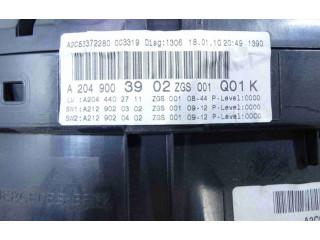 A2C53372280 003319 Diag:1306 18.01.10 20:49 1390
A 204 900 39 02 ZGS 001 Q01 K
LU :A204 440 27 11 ZGS 001 08-44 P-Level:0000
SW1:A212 902 03 02 ZGS 001 09-12 P-Level:0000
SW2:A212 902 04 02 ZGS 001 09-12 P-Level:0000
A2C5